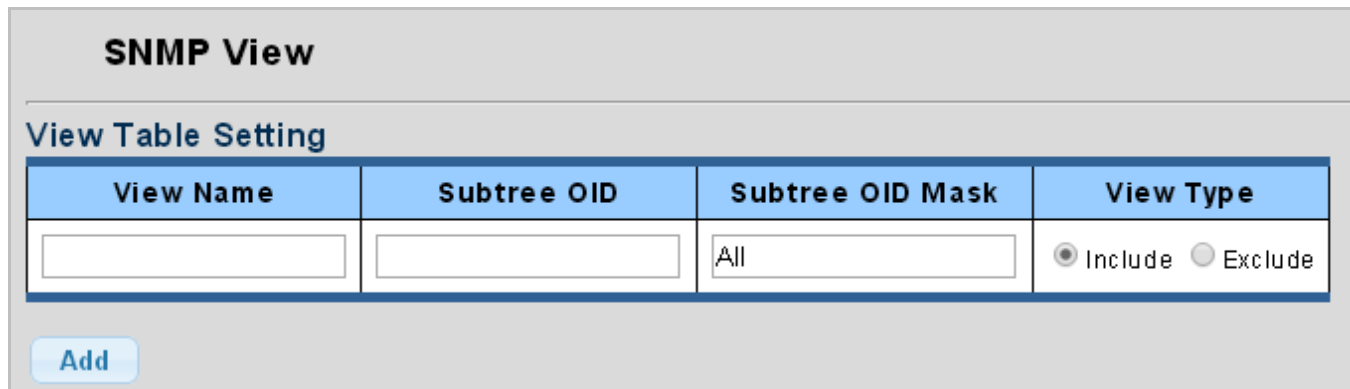 SNMP View
View Table Setting
View Name Subtree OID Subtree OID Mask View Type
All Include Exclude
Add